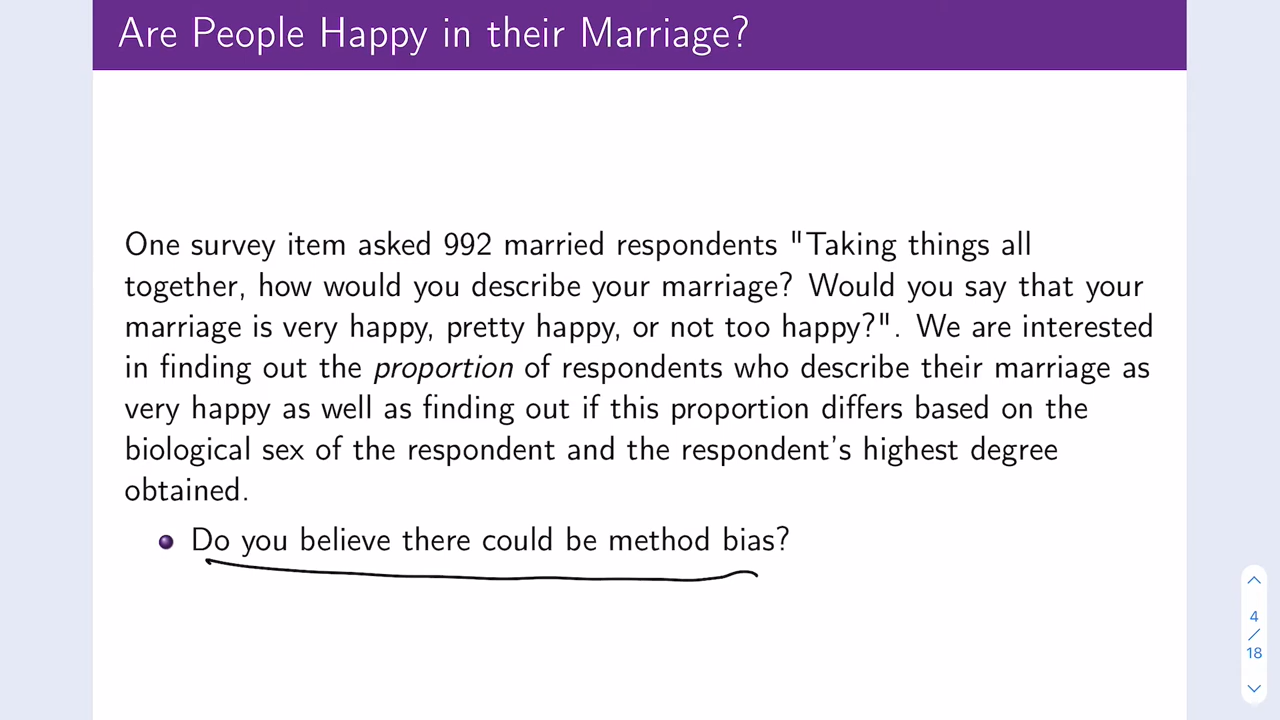 Are People Happy in their Marriage?
One survey item asked 992 married respondents "Taking things all
together, how would you describe your marriage? Would you say that your
marriage is very happy, pretty happy, or not too happy?". We are interested
in finding out the proportion of respondents who describe their marriage as
very happy as well as finding out if this proportion differs based on the
biological sex of the respondent and the respondent's highest degree
obtained.
Do you believe there could be method bias?
4
/
18